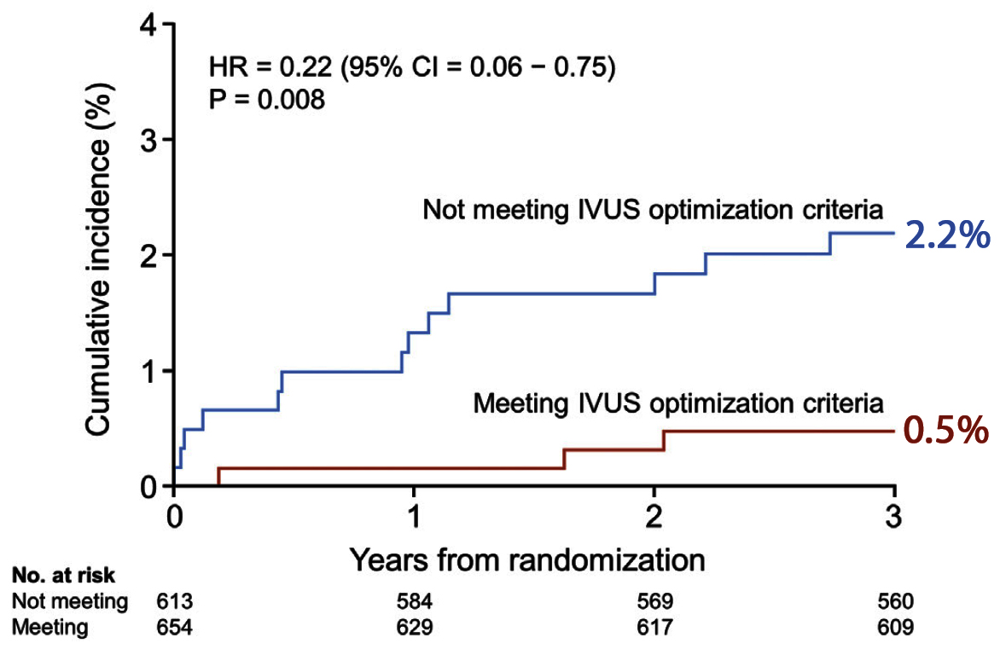 4
HR = 0.22 (95% CI = 0.06 − 0.75)
P = 0.008
3
Cumulative incidence (%)
Not meeting IVUS optimization criteria
2.2%
2
1
Meeting IVUS optimization criteria
0.5%
0
0 1 2 3
Years from randomization
No. at risk
Not meeting 613 584 569 560
Meeting 654 629 617 609